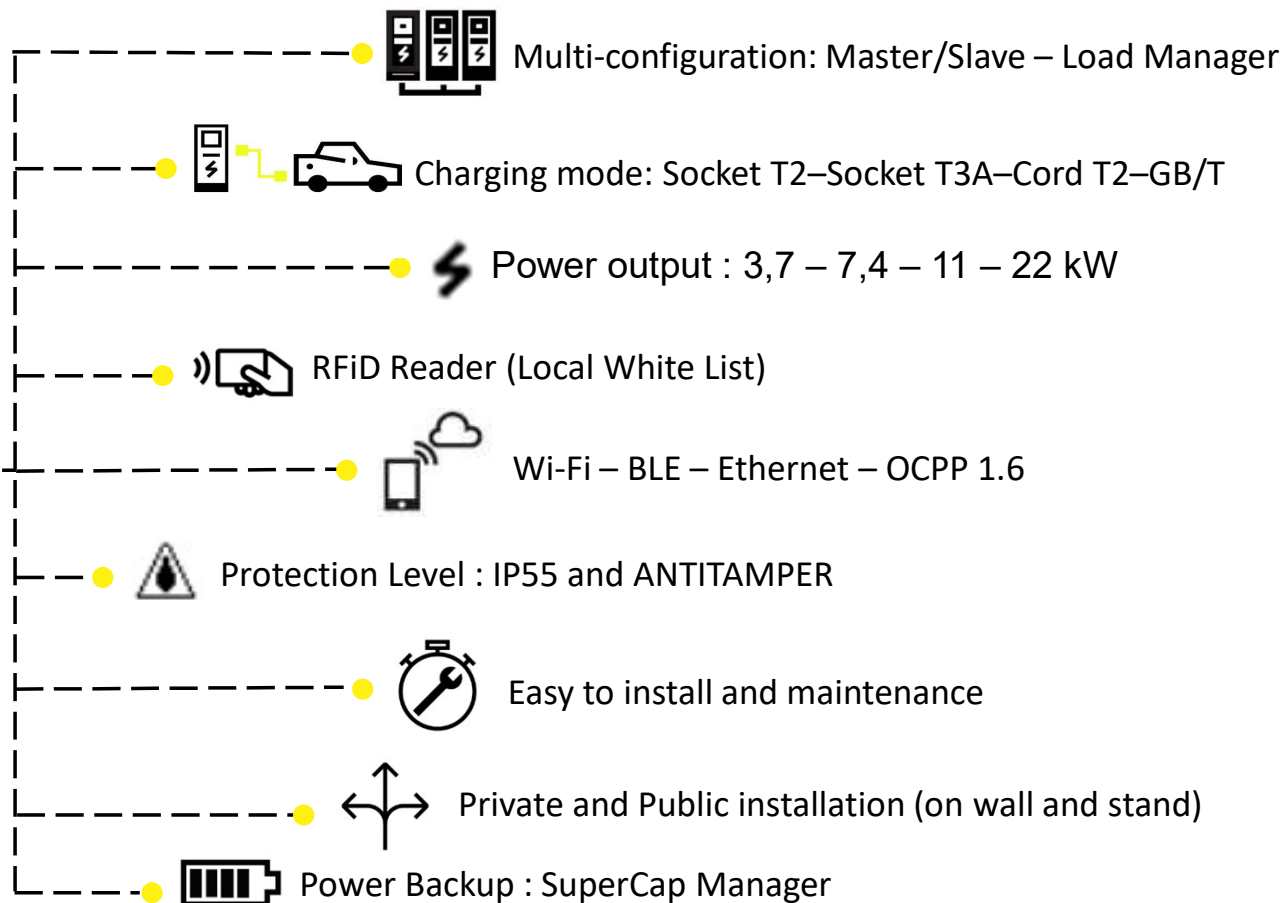 Multi-configuration: Master/Slave – Load Manager
Charging mode: Socket T2–Socket T3A–Cord T2–GB/T
Power output : 3,7 – 7,4 – 11 – 22 kW
RFiD Reader (Local White List)
Wi-Fi – BLE – Ethernet – OCPP 1.6
Protection Level : IP55 and ANTITAMPER
Easy to install and maintenance
Private and Public installation (on wall and stand)
Power Backup : SuperCap Manager